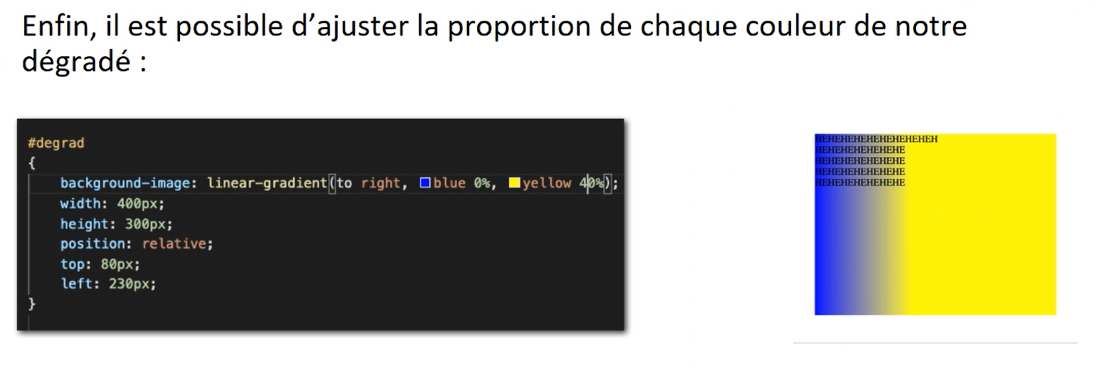 Enfin, il est possible d’ajuster la proportion de chaque couleur de notre
dégradé :
#degrad
{
background-image: linear-gradient(to right, blue 0%, yellow 40%);
width: 400px;
height: 300px;
position: relative;
top: 80px;
left: 230px;
}
HEHEHEHEHEHEHEHEHEH
HEHEHEHEHEHEHE
HEHEHEHEHEHEHE
HEHEHEHEHEHEHE
HEHEHEHEHEHEHE